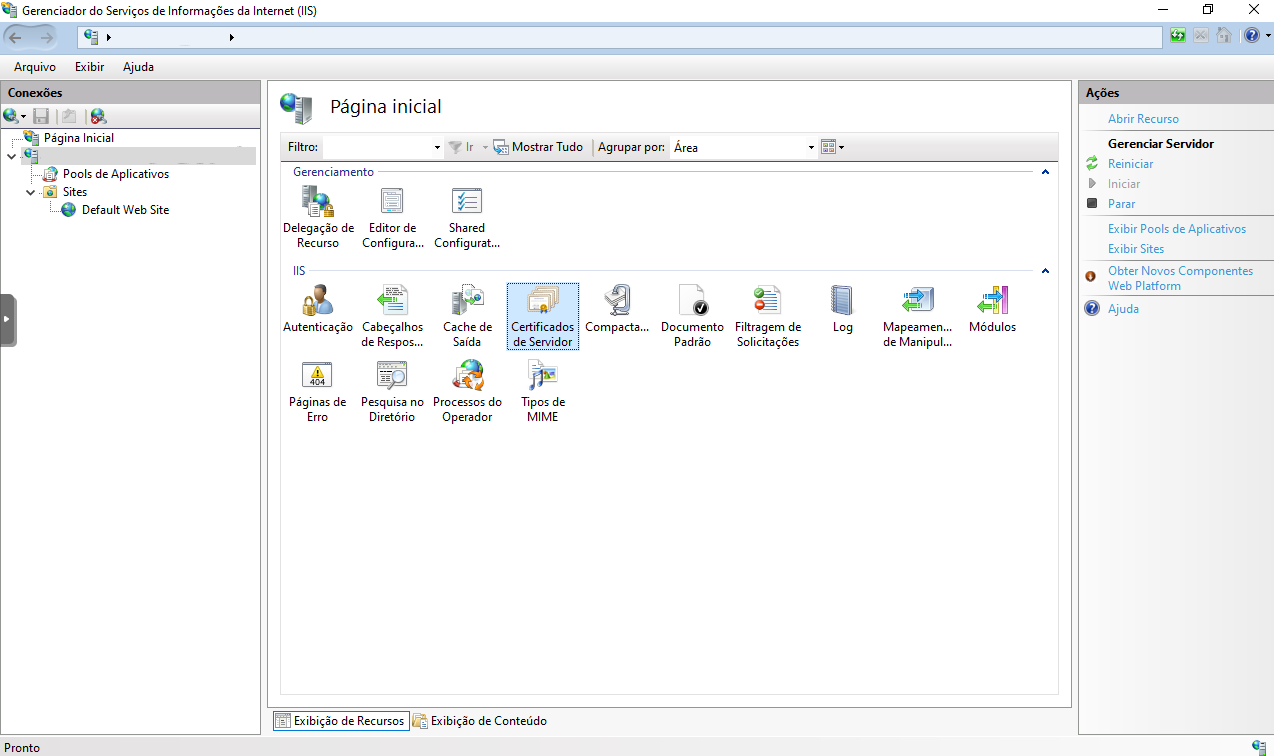 Gerenciador do Serviços de Informações da Internet (IIS)
Arquivo Exibir Ajuda
Conexões
Página Inicial
Pools de Aplicativos
Sites
Default Web Site
Página inicial
Filtro: Ir Mostrar Tudo Agrupar por: Área
Gerenciamento
Delegação de Recurso
Editor de Configura...
Shared Configurat...
IIS
Autenticação
Cabeçalhos de Respos...
Cache de Saída
Certificados de Servidor
Compacta...
Documento Padrão
Filtragem de Solicitações
Log
Mapeamen... de Manipul...
Módulos
404
Páginas de Erro
Pesquisa no Diretório
Processos do Operador
Tipos de MIME
Exibição de Recursos Exibição de Conteúdo
Ações
Abrir Recurso
Gerenciar Servidor
Reiniciar
Iniciar
Parar
Exibir Pools de Aplicativos
Exibir Sites
Obter Novos Componentes
Web Platform
Ajuda
Pronto